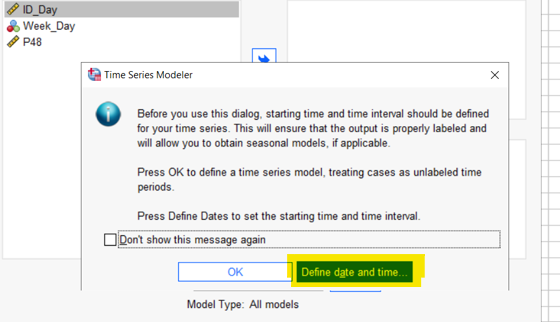 ID_Day
Week_Day
P48
Time Series Modeler
Before you use this dialog, starting time and time interval should be defined
for your time series. This will ensure that the output is properly labeled and
will allow you to obtain seasonal models, if applicable.
Press OK to define a time series model, treating cases as unlabeled time
periods.
Press Define Dates to set the starting time and time interval.
Don't show this message again
OK
Define date and time...
Model Type: All models